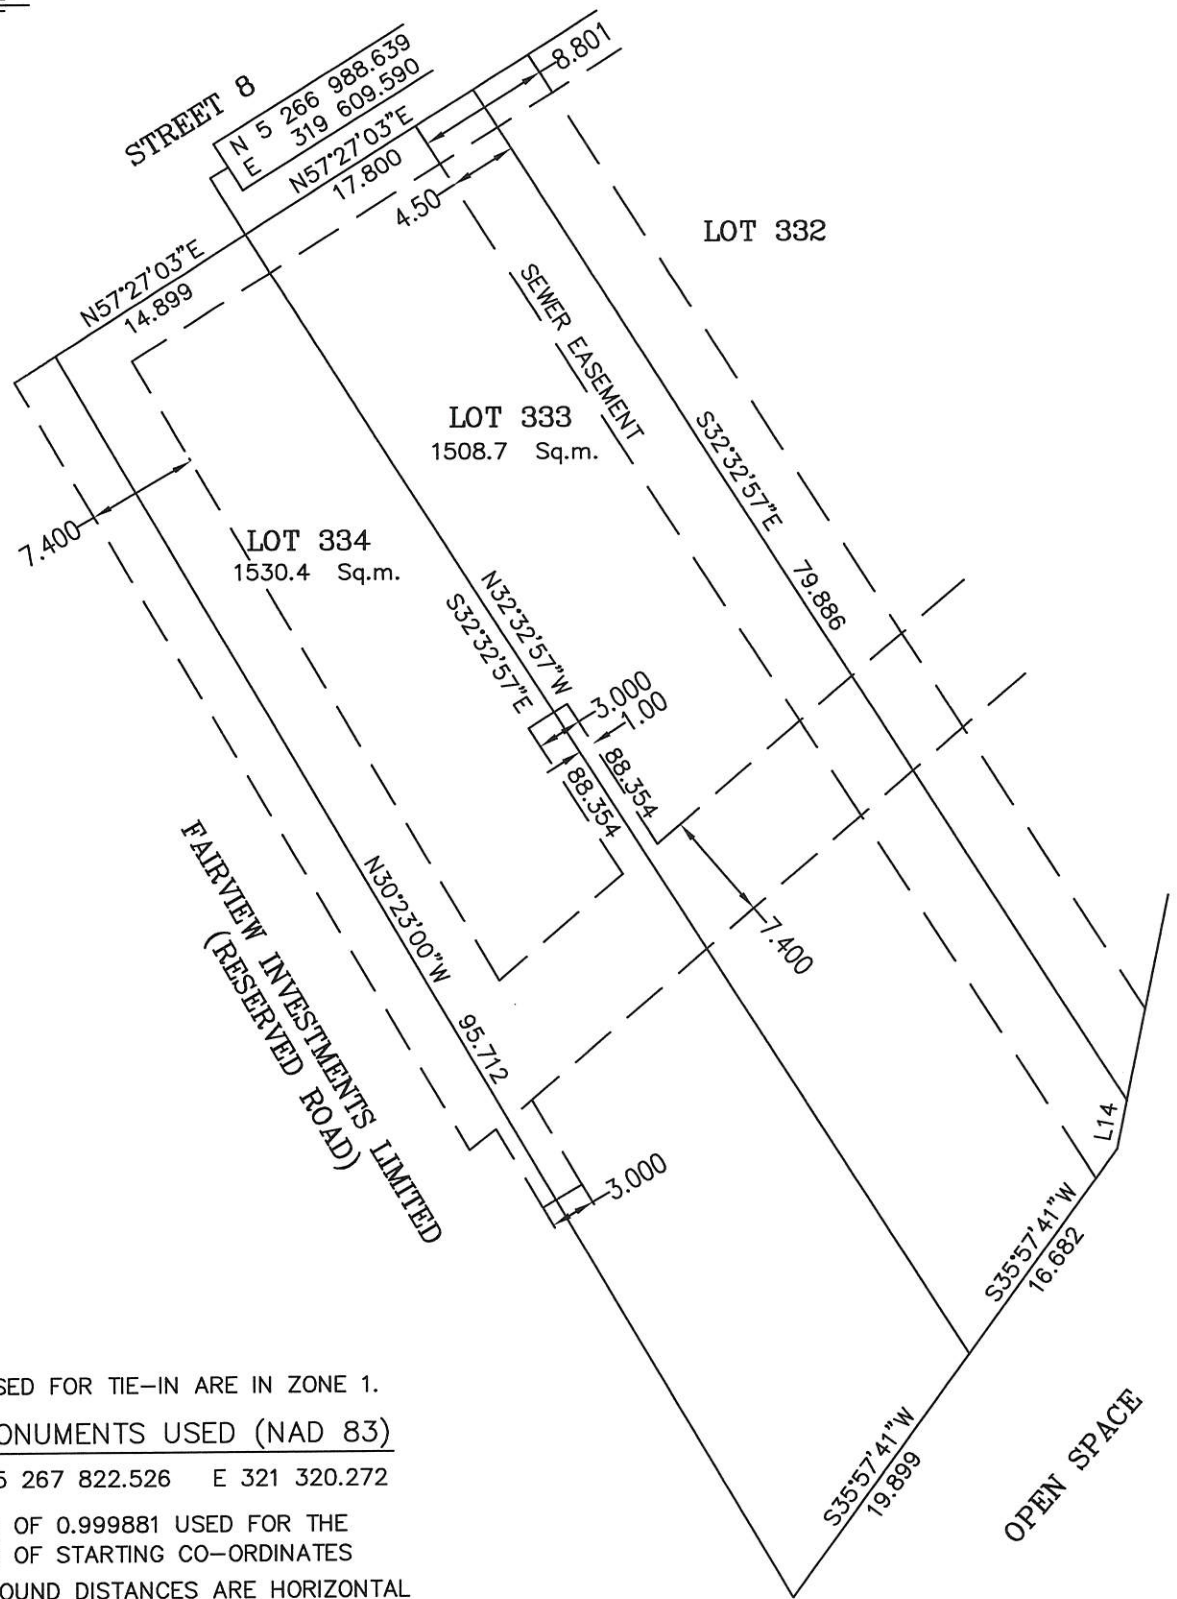 STREET 8
N 5 266 988.639
E 319 609.590
8.801
N57°27'03"E
17.800
4.50
LOT 332
N57°27'03"E
14.899
SEWER EASEMENT
LOT 333
1508.7 Sq.m.
S32°32'57"E
79.886
7.400
LOT 334
1530.4 Sq.m.
N32°32'57"W
S32°32'57"E
3.000
1.00
88.354
88.354
FAIRVIEW INVESTMENTS LIMITED
(RESERVED ROAD)
N30°23'00"W
95.712
7.400
3.000
L14
S35°57'41"W
16.682
S35°57'41"W
19.899
OPEN SPACE
SED FOR TIE-IN ARE IN ZONE 1.
ONUMENTS USED (NAD 83)
5 267 822.526 E 321 320.272
OF 0.999881 USED FOR THE
OF STARTING CO-ORDINATES
OUND DISTANCES ARE HORIZONTAL